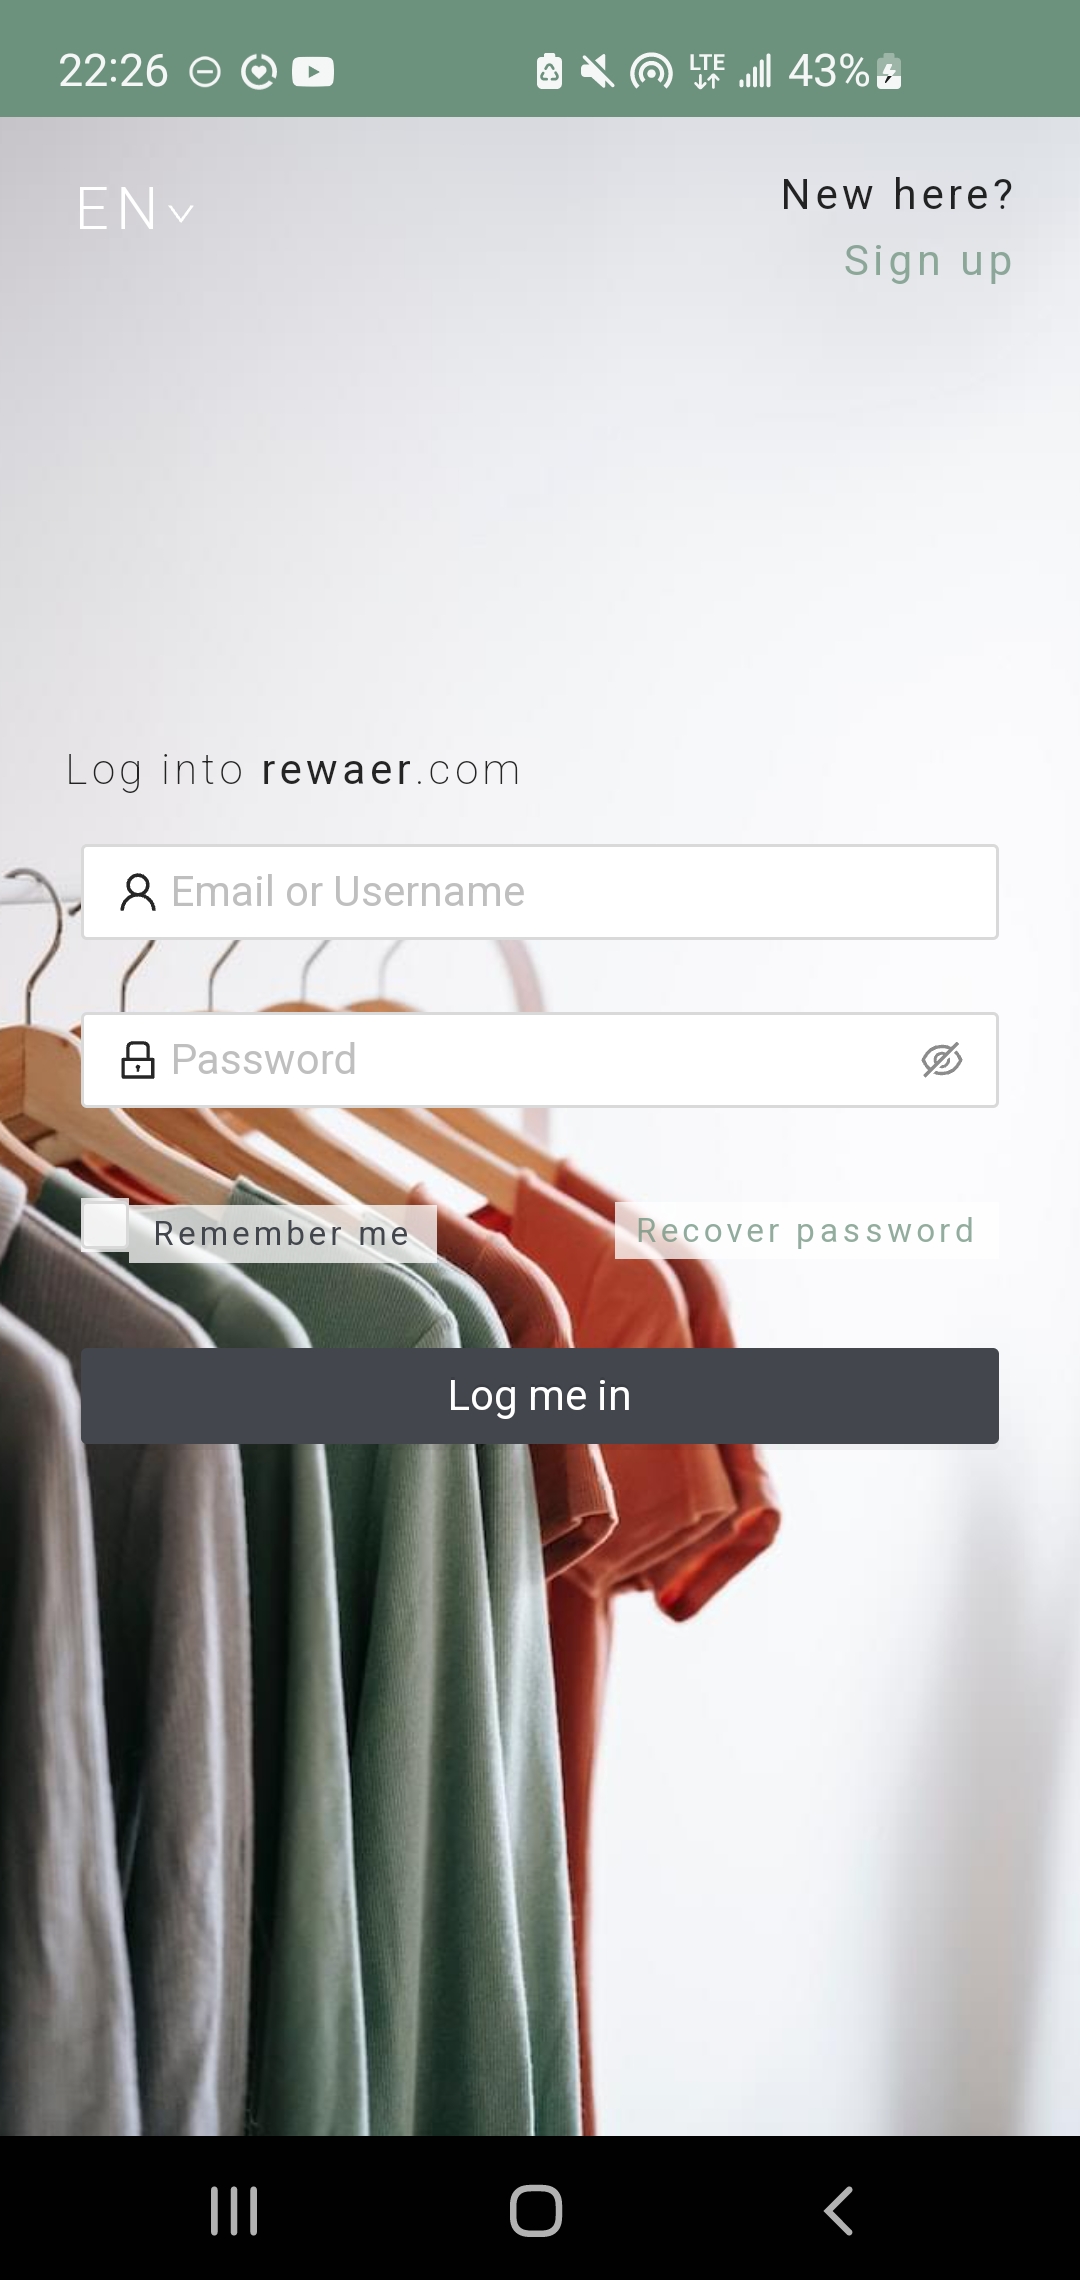 22:26 LTE 43%
EN
New here?
Sign up
Log into rewaer.com
Email or Username
Password
Remember me
Recover password
Log me in